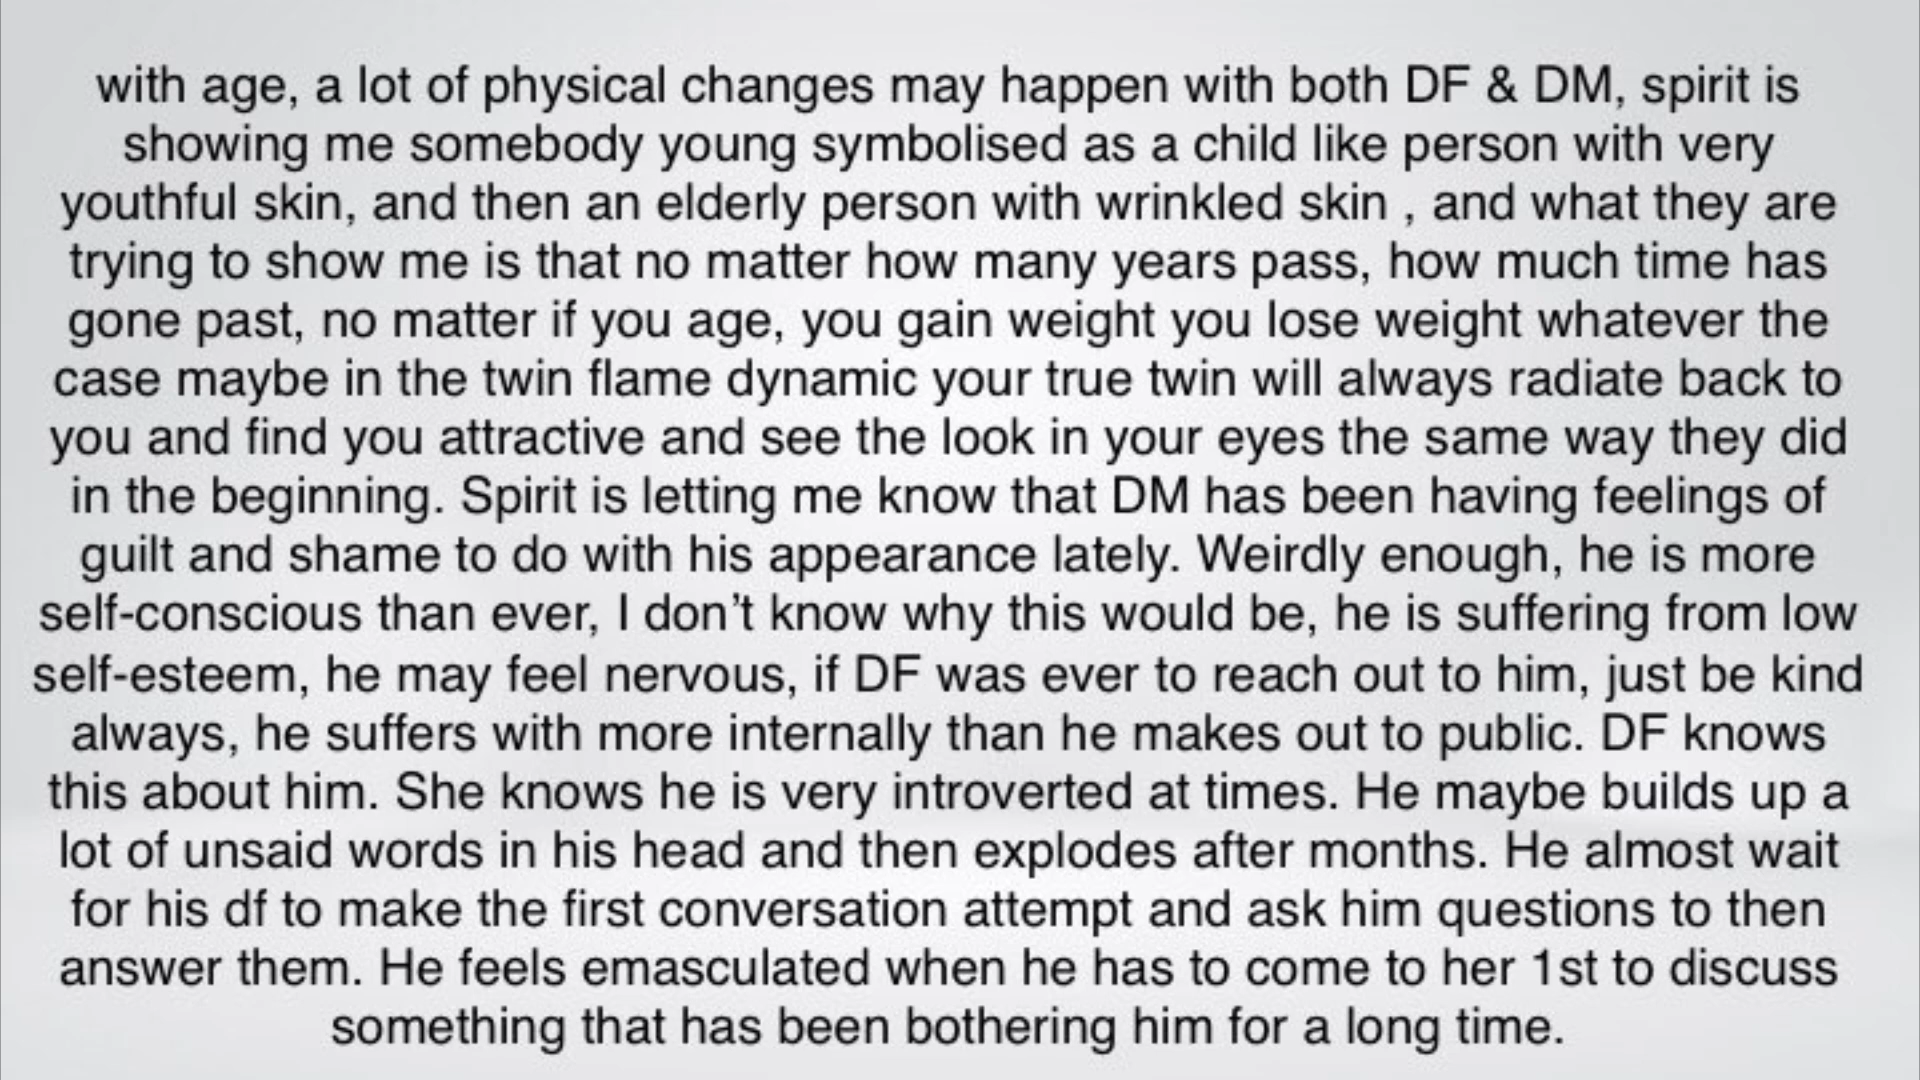 with age, a lot of physical changes may happen with both DF & DM, spirit is
showing me somebody young symbolised as a child like person with very
youthful skin, and then an elderly person with wrinkled skin , and what they are
trying to show me is that no matter how many years pass, how much time has
gone past, no matter if you age, you gain weight you lose weight whatever the
case maybe in the twin flame dynamic your true twin will always radiate back to
you and find you attractive and see the look in your eyes the same way they did
in the beginning. Spirit is letting me know that DM has been having feelings of
guilt and shame to do with his appearance lately. Weirdly enough, he is more
self-conscious than ever, I don’t know why this would be, he is suffering from low
self-esteem, he may feel nervous, if DF was ever to reach out to him, just be kind
always, he suffers with more internally than he makes out to public. DF knows
this about him. She knows he is very introverted at times. He maybe builds up a
lot of unsaid words in his head and then explodes after months. He almost wait
for his df to make the first conversation attempt and ask him questions to then
answer them. He feels emasculated when he has to come to her 1st to discuss
something that has been bothering him for a long time.